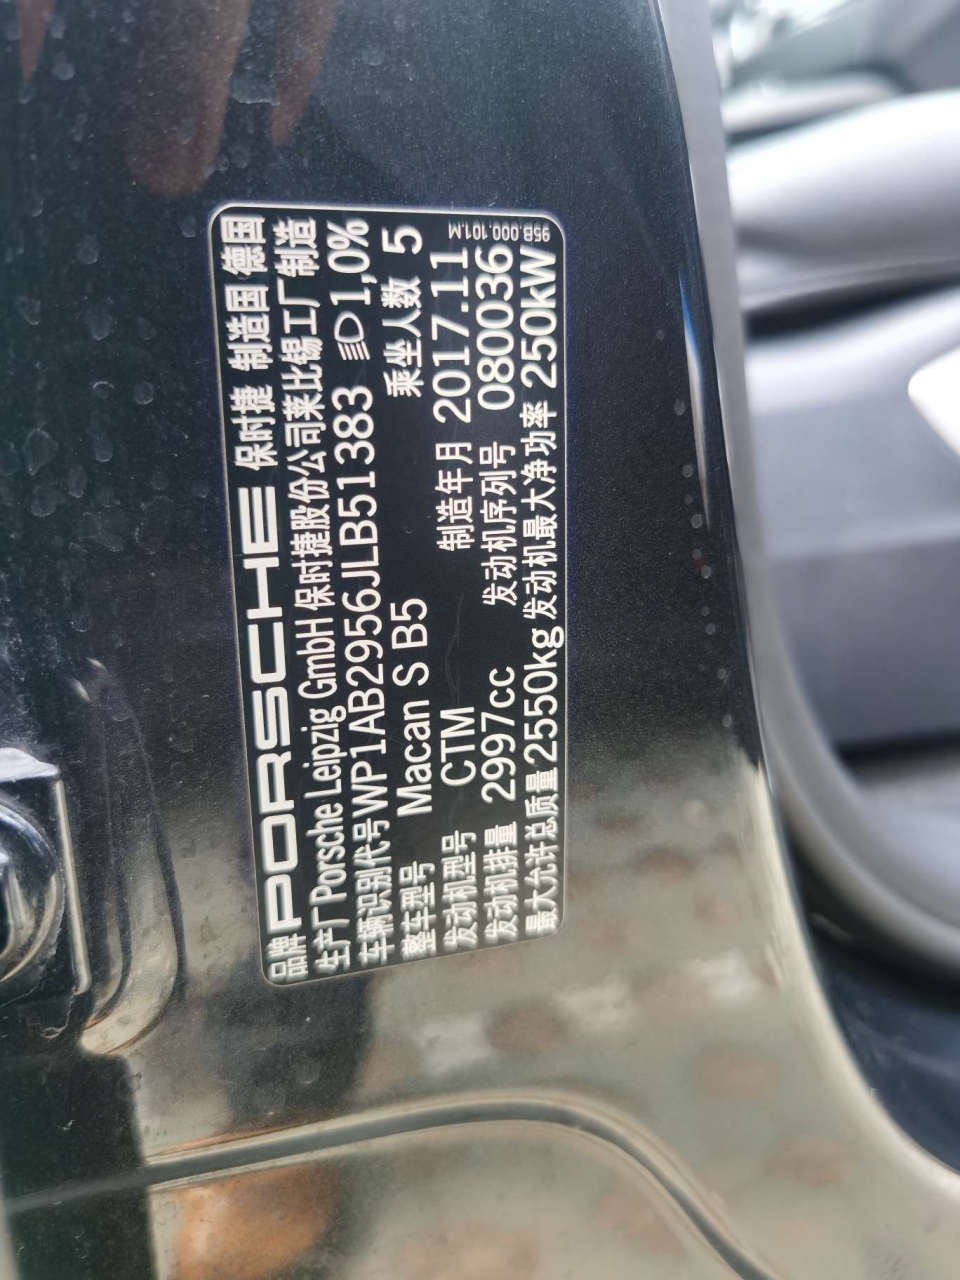 品牌 PORSCHE 保时捷 制造国 德国
生产厂 Porsche Leipzig GmbH 保时捷股份公司莱比锡工厂制造
车辆识别代号 WP1AB2956JLB51383 1,0%
整车型号 Macan S B5 乘坐人数 5
发动机型号 CTM 制造年月 2017.11
发动机排量 2997cc 发动机序列号 080036
最大允许总质量 2550kg 发动机最大净功率 250kW
95B.000.101.M